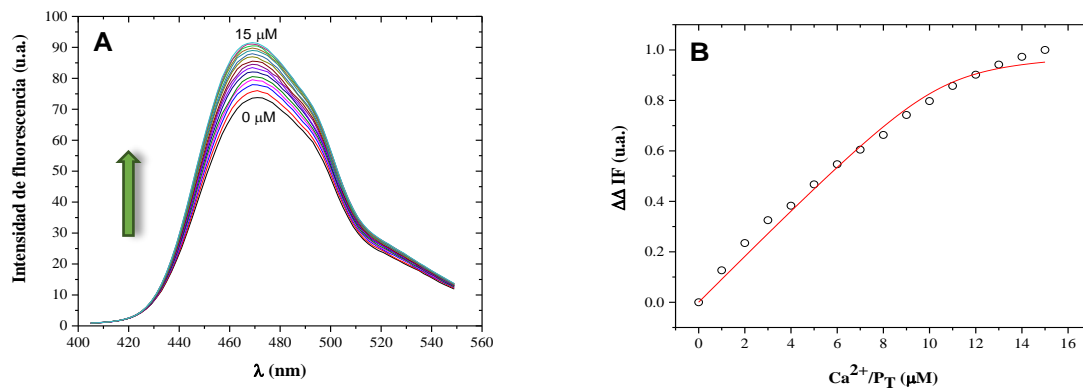 A
15 μM
0 μM
Intensidad de fluorescencia (u.a.)
100
90
80
70
60
50
40
30
20
10
0
400 420 440 460 480 500 520 540 560
λ (nm)
B
ΔΔ IF (u.a.)
1.0
0.8
0.6
0.4
0.2
0.0
0 2 4 6 8 10 12 14 16
Ca²⁺/P_T (μM)